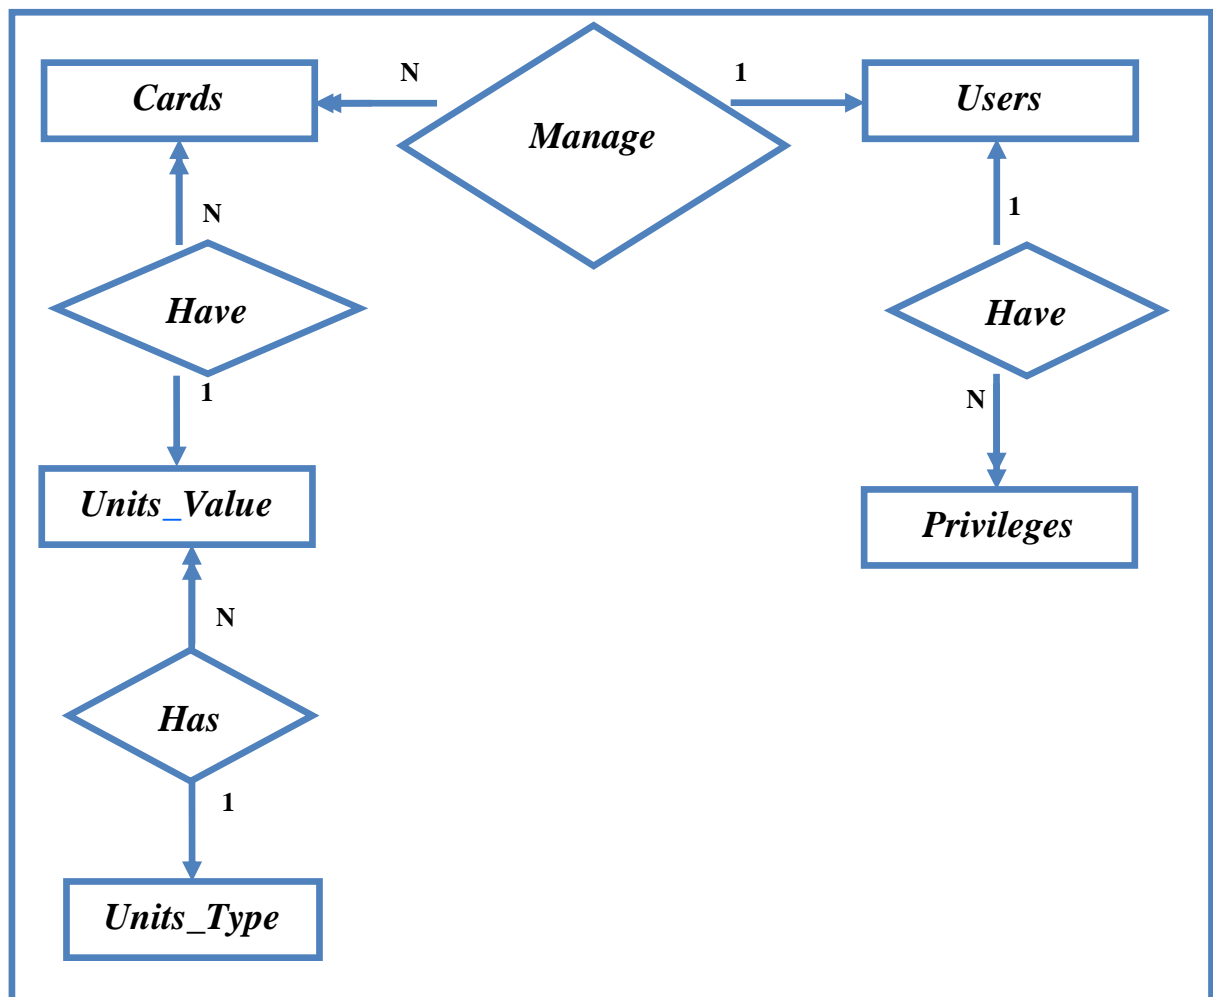 N
1
Cards
Manage
Users
N
1
Have
Have
1
N
Units_Value
Privileges
N
Has
1
Units_Type